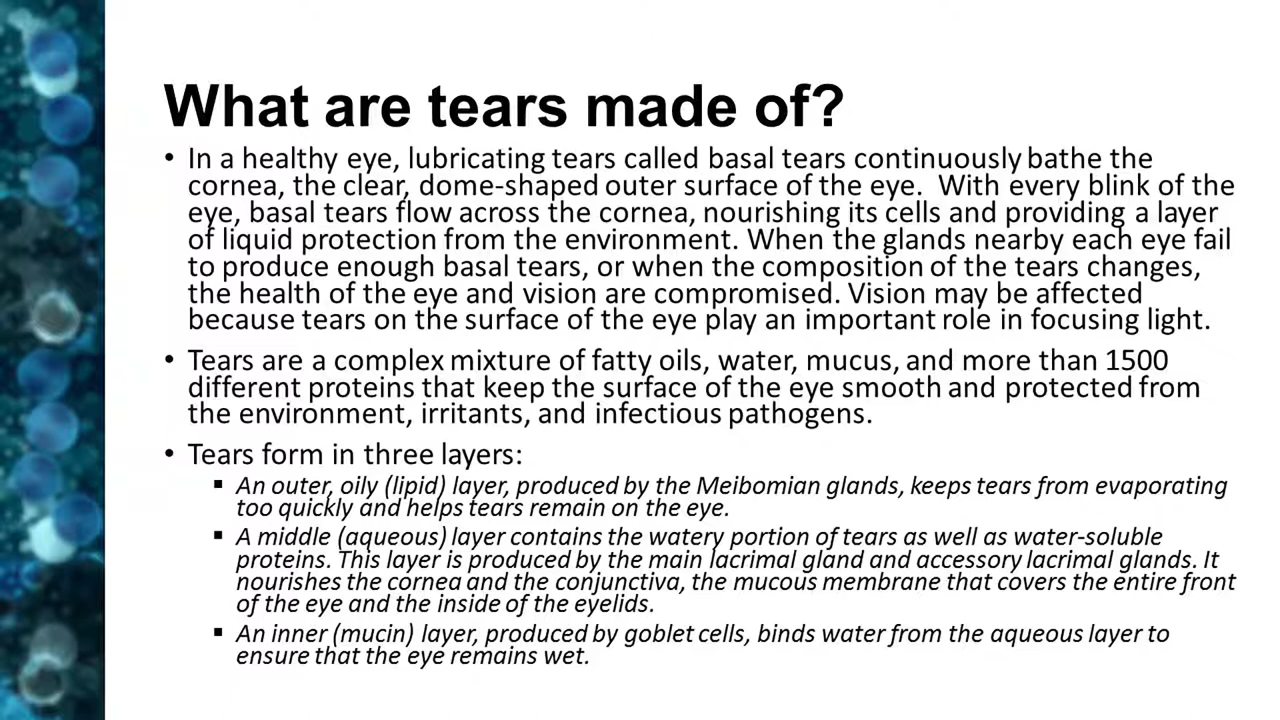 What are tears made of?
• In a healthy eye, lubricating tears called basal tears continuously bathe the
cornea, the clear, dome-shaped outer surface of the eye.  With every blink of the
eye, basal tears flow across the cornea, nourishing its cells and providing a layer
of liquid protection from the environment. When the glands nearby each eye fail
to produce enough basal tears, or when the composition of the tears changes,
the health of the eye and vision are compromised. Vision may be affected
because tears on the surface of the eye play an important role in focusing light.
• Tears are a complex mixture of fatty oils, water, mucus, and more than 1500
different proteins that keep the surface of the eye smooth and protected from
the environment, irritants, and infectious pathogens.
• Tears form in three layers:
▪ An outer, oily (lipid) layer, produced by the Meibomian glands, keeps tears from evaporating
too quickly and helps tears remain on the eye.
▪ A middle (aqueous) layer contains the watery portion of tears as well as water-soluble
proteins. This layer is produced by the main lacrimal gland and accessory lacrimal glands. It
nourishes the cornea and the conjunctiva, the mucous membrane that covers the entire front
of the eye and the inside of the eyelids.
▪ An inner (mucin) layer, produced by goblet cells, binds water from the aqueous layer to
ensure that the eye remains wet.